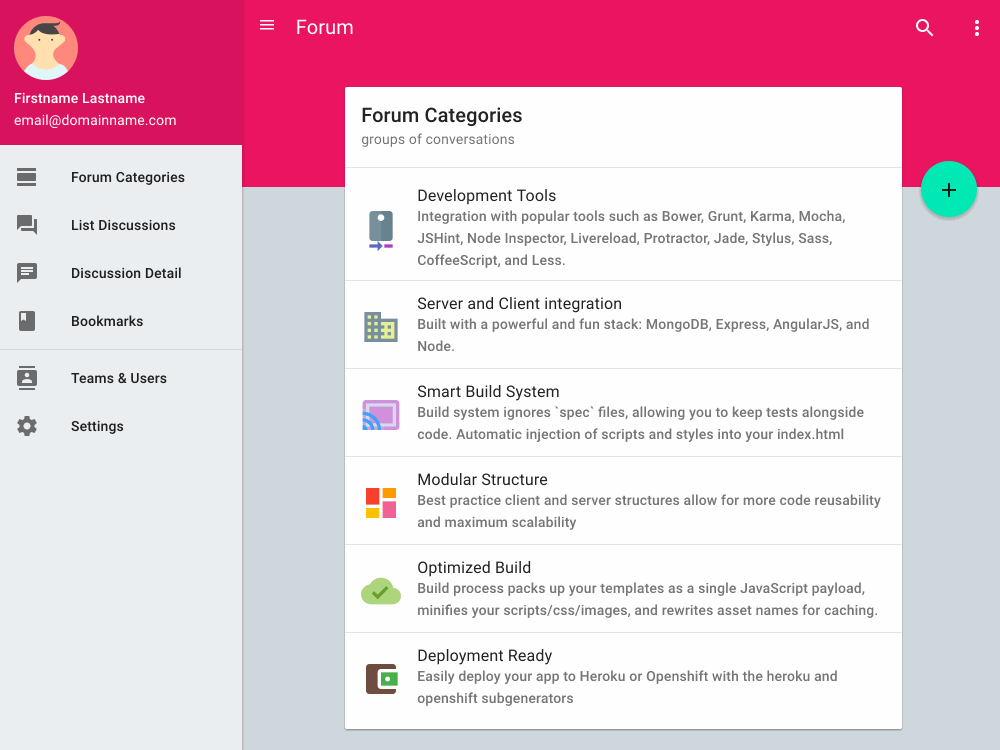 Forum
Firstname Lastname
email@domainname.com
Forum Categories
List Discussions
Discussion Detail
Bookmarks
Teams & Users
Settings
Forum Categories
groups of conversations
Development Tools
Integration with popular tools such as Bower, Grunt, Karma, Mocha,
JSHint, Node Inspector, Livereload, Protractor, Jade, Stylus, Sass,
CoffeeScript, and Less.
Server and Client integration
Built with a powerful and fun stack: MongoDB, Express, AngularJS, and
Node.
Smart Build System
Build system ignores `spec` files, allowing you to keep tests alongside
code. Automatic injection of scripts and styles into your index.html
Modular Structure
Best practice client and server structures allow for more code reusability
and maximum scalability
Optimized Build
Build process packs up your templates as a single JavaScript payload,
minifies your scripts/css/images, and rewrites asset names for caching.
Deployment Ready
Easily deploy your app to Heroku or Openshift with the heroku and
openshift subgenerators